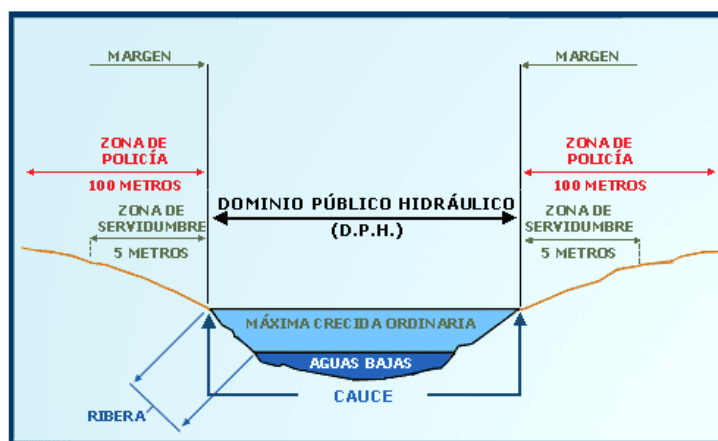 MARGEN
MARGEN
ZONA DE
POLICÍA
100 METROS
ZONA DE
POLICÍA
100 METROS
DOMINIO PÚBLICO HIDRÁULICO
(D.P.H.)
ZONA DE
SERVIDUMBRE
5 METROS
ZONA DE
SERVIDUMBRE
5 METROS
MÁXIMA CRECIDA ORDINARIA
AGUAS BAJAS
CAUCE
RIBERA